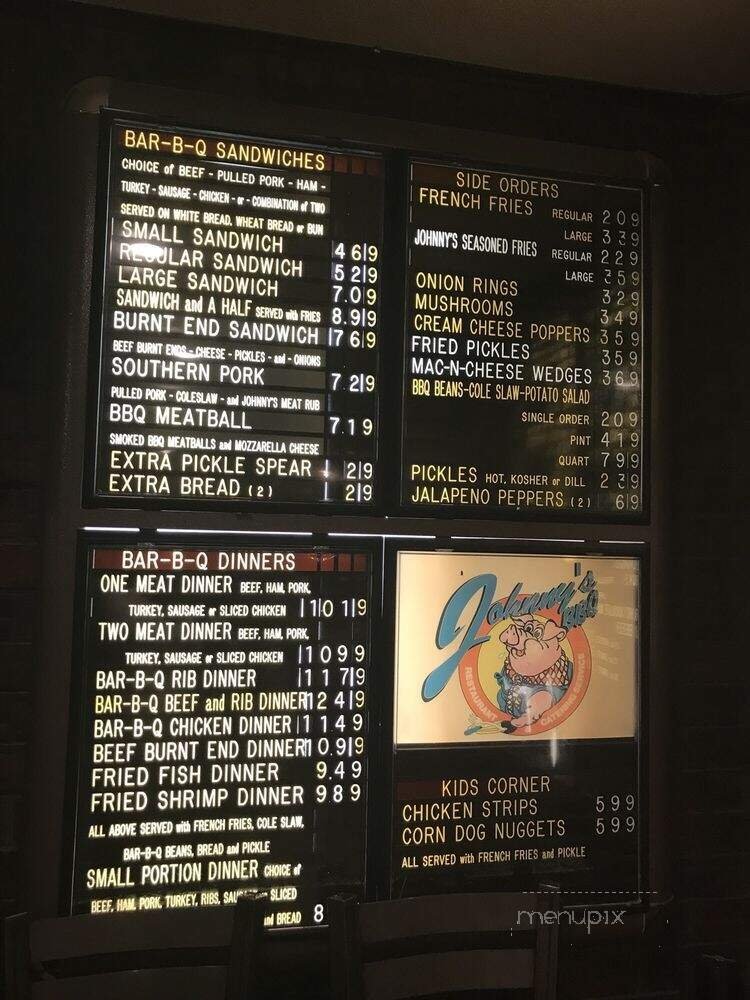 BAR-B-Q SANDWICHES
CHOICE of BEEF - PULLED PORK - HAM -
TURKEY - SAUSAGE - CHICKEN - or - COMBINATION of TWO
SERVED ON WHITE BREAD, WHEAT BREAD or BUN
SMALL SANDWICH 4 69
REGULAR SANDWICH 5 29
LARGE SANDWICH 7.09
SANDWICH and A HALF SERVED with FRIES 8.99
BURNT END SANDWICH 7 69
BEEF BURNT ENDS - CHEESE - PICKLES - and - ONIONS
SOUTHERN PORK 7.29
PULLED PORK - COLESLAW - and JOHNNY'S MEAT RUB
BBQ MEATBALL 7.19
SMOKED BBQ MEATBALLS and MOZZARELLA CHEESE
EXTRA PICKLE SPEAR 1 29
EXTRA BREAD (2) 1 29
SIDE ORDERS
FRENCH FRIES REGULAR 2 09
LARGE 3 39
JOHNNY'S SEASONED FRIES REGULAR 2 29
LARGE 3 59
ONION RINGS 3 29
MUSHROOMS 3 49
CREAM CHEESE POPPERS 3 59
FRIED PICKLES 3 59
MAC-N-CHEESE WEDGES 3 69
BBQ BEANS-COLE SLAW-POTATO SALAD
SINGLE ORDER 2 09
PINT 4 19
QUART 7 99
PICKLES HOT, KOSHER or DILL 2 39
JALAPENO PEPPERS (2) 69
BAR-B-Q DINNERS
ONE MEAT DINNER BEEF, HAM, PORK,
TURKEY, SAUSAGE or SLICED CHICKEN 10 19
TWO MEAT DINNER BEEF, HAM, PORK,
TURKEY, SAUSAGE or SLICED CHICKEN 10 99
BAR-B-Q RIB DINNER 11 79
BAR-B-Q BEEF and RIB DINNER 12 49
BAR-B-Q CHICKEN DINNER 11 49
BEEF BURNT END DINNER 10.99
FRIED FISH DINNER 9.49
FRIED SHRIMP DINNER 9 89
ALL ABOVE SERVED with FRENCH FRIES, COLE SLAW,
BAR-B-Q BEANS, BREAD and PICKLE
SMALL PORTION DINNER CHOICE of
BEEF, HAM, PORK, TURKEY, RIBS, SAUSAGE or SLICED
and BREAD 8
Johnny's BBQ
RESTAURANT CATERING SERVICE
KIDS CORNER
CHICKEN STRIPS 5 99
CORN DOG NUGGETS 5 99
ALL SERVED with FRENCH FRIES and PICKLE
menupix